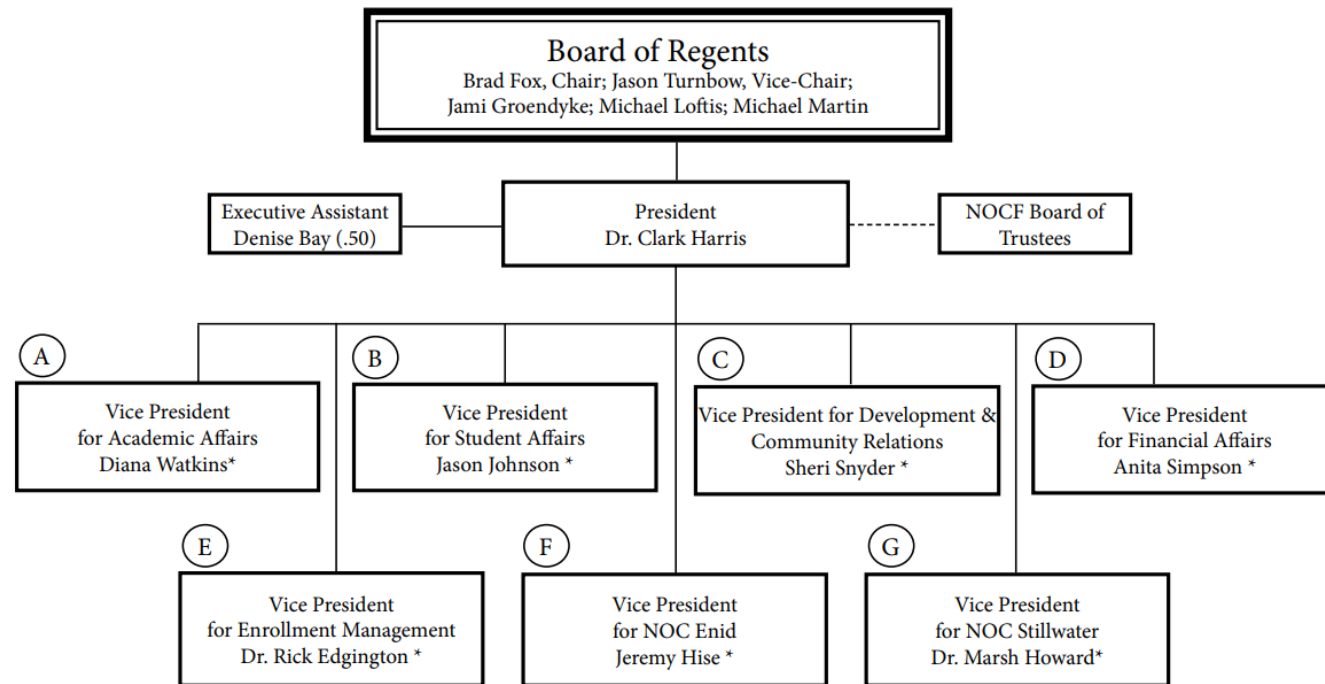 Board of Regents
Brad Fox, Chair; Jason Turnbow, Vice-Chair;
Jami Groendyke; Michael Loftis; Michael Martin
Executive Assistant
Denise Bay (.50)
President
Dr. Clark Harris
NOCF Board of
Trustees
A
Vice President
for Academic Affairs
Diana Watkins*
B
Vice President
for Student Affairs
Jason Johnson *
C
Vice President for Development &
Community Relations
Sheri Snyder *
D
Vice President
for Financial Affairs
Anita Simpson *
E
Vice President
for Enrollment Management
Dr. Rick Edgington *
F
Vice President
for NOC Enid
Jeremy Hise *
G
Vice President
for NOC Stillwater
Dr. Marsh Howard*